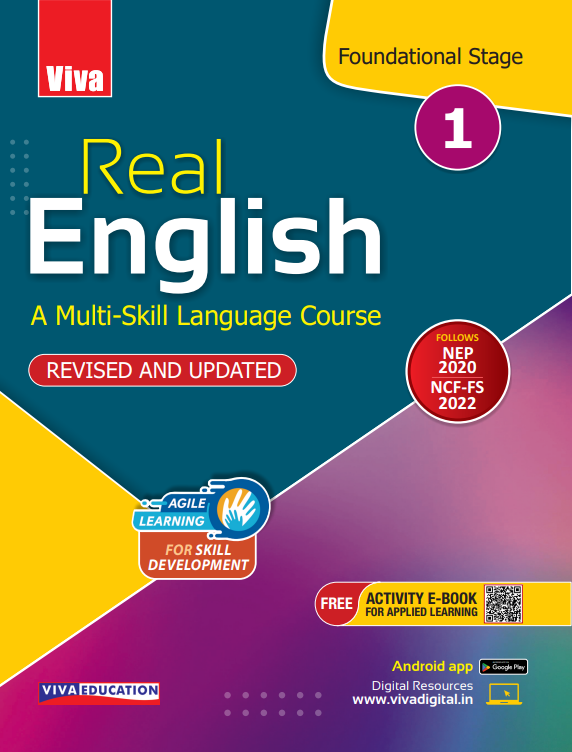 Viva
Foundational Stage
1
Real
English
A Multi-Skill Language Course
REVISED AND UPDATED
FOLLOWS
NEP
2020
NCF-FS
2022
AGILE
LEARNING
FOR SKILL
DEVELOPMENT
FREE
ACTIVITY E-BOOK
FOR APPLIED LEARNING
Android app
Google Play
Digital Resources
www.vivadigital.in
VIVA EDUCATION